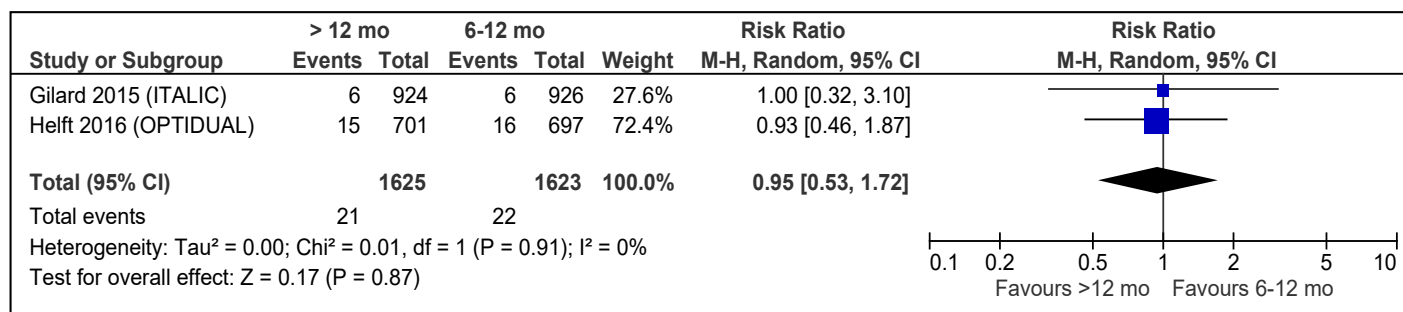 > 12 mo 6-12 mo Risk Ratio Risk Ratio
Study or Subgroup Events Total Events Total Weight M-H, Random, 95% CI M-H, Random, 95% CI
Gilard 2015 (ITALIC) 6 924 6 926 27.6% 1.00 [0.32, 3.10]
Helft 2016 (OPTIDUAL) 15 701 16 697 72.4% 0.93 [0.46, 1.87]
Total (95% CI) 1625 1623 100.0% 0.95 [0.53, 1.72]
Total events 21 22
Heterogeneity: Tau² = 0.00; Chi² = 0.01, df = 1 (P = 0.91); I² = 0%
Test for overall effect: Z = 0.17 (P = 0.87)
0.1 0.2 0.5 1 2 5 10
Favours >12 mo Favours 6-12 mo